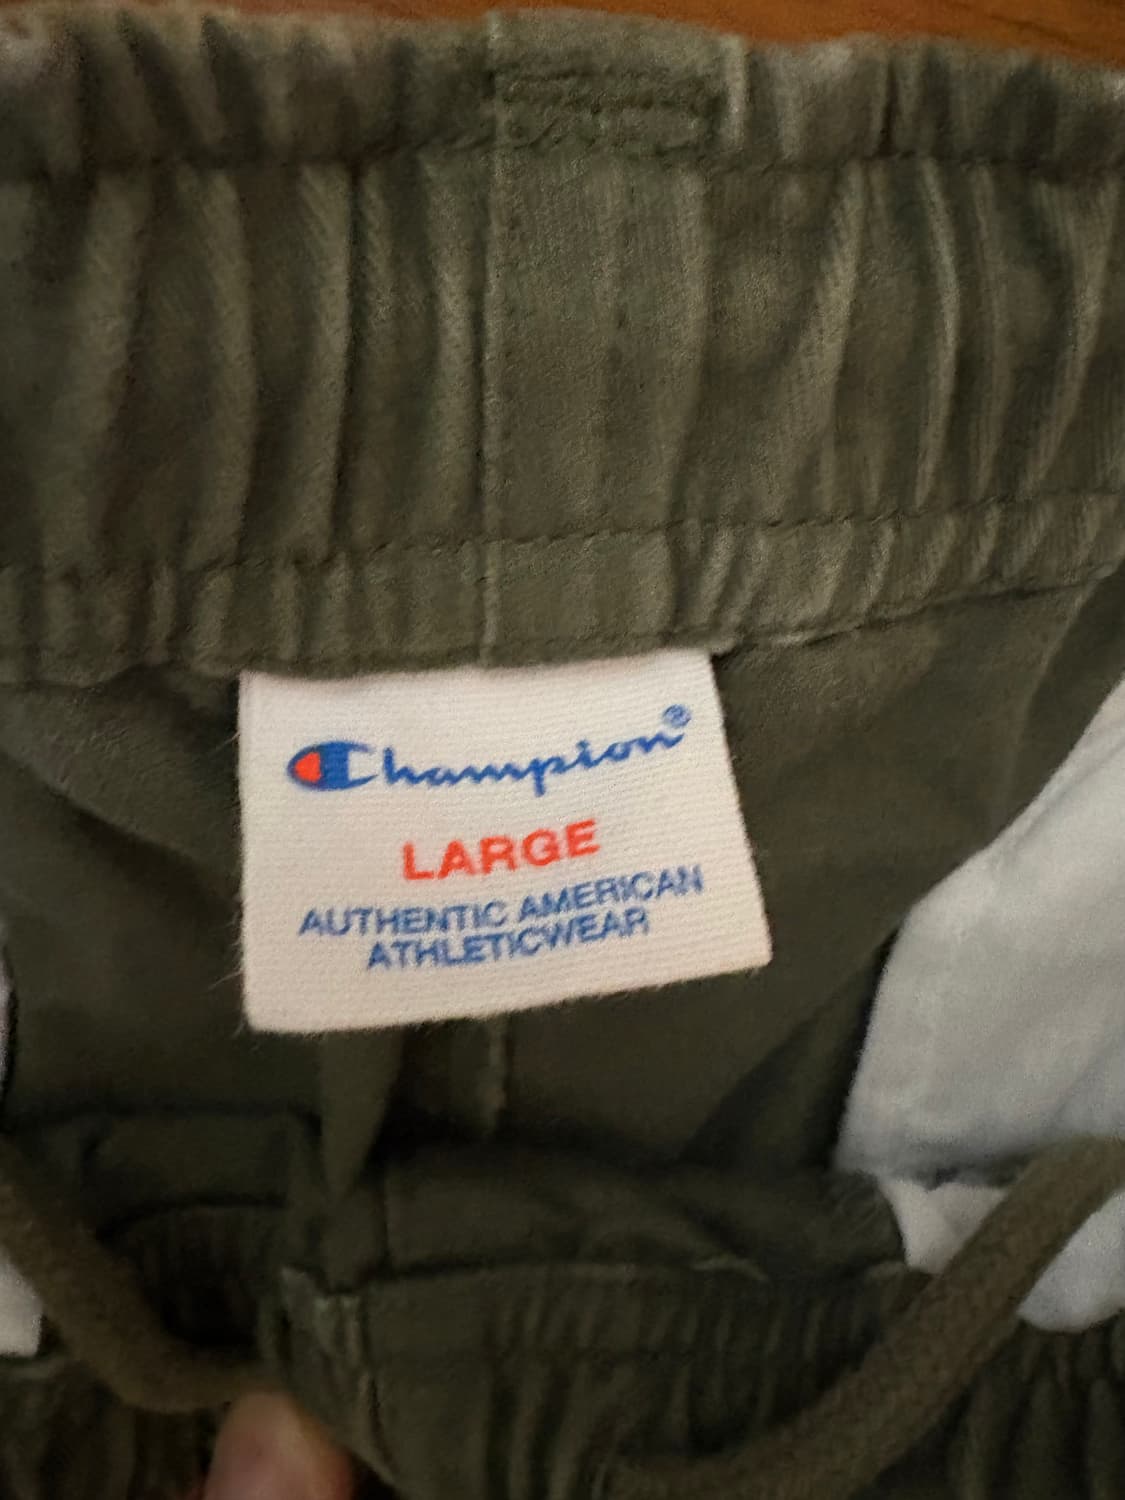 Champion®
LARGE
AUTHENTIC AMERICAN
ATHLETICWEAR